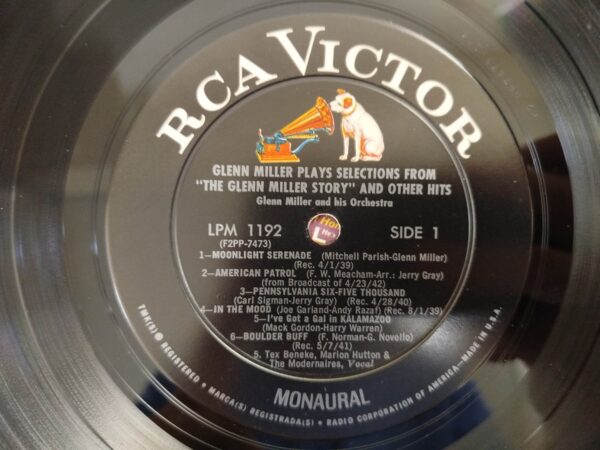 RCA VICTOR
GLENN MILLER PLAYS SELECTIONS FROM
"THE GLENN MILLER STORY" AND OTHER HITS
Glenn Miller and his Orchestra
LPM 1192
(F2PP-7473)
SIDE 1
1—MOONLIGHT SERENADE (Mitchell Parish-Glenn Miller)
(Rec. 4/1/39)
2—AMERICAN PATROL (F. W. Meacham-Arr.: Jerry Gray)
(from Broadcast of 4/23/42)
3—PENNSYLVANIA SIX-FIVE THOUSAND
(Carl Sigman-Jerry Gray) (Rec. 4/28/40)
4—IN THE MOOD (Joe Garland-Andy Razaf) (Rec. 8/1/39)
5—I've Got a Gal in KALAMAZOO
(Mack Gordon-Harry Warren)
6—BOULDER BUFF (F. Norman-G. Novello)
(Rec. 5/7/41)
5. Tex Beneke, Marion Hutton &
The Modernaires, Vocal
MONAURAL
TMK(S) ® REGISTERED • MARCA(S) REGISTRADA(S) • RADIO CORPORATION OF AMERICA—MADE IN U.S.A.